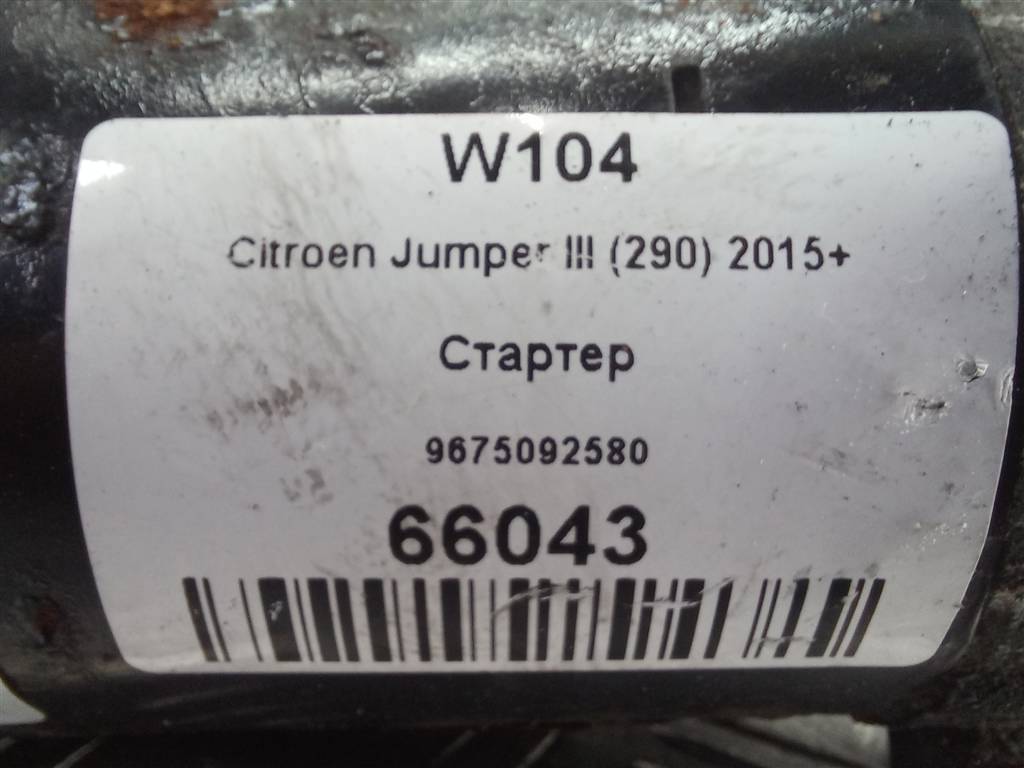 W104
Citroen Jumper III (290) 2015+
Стартер
9675092580
66043